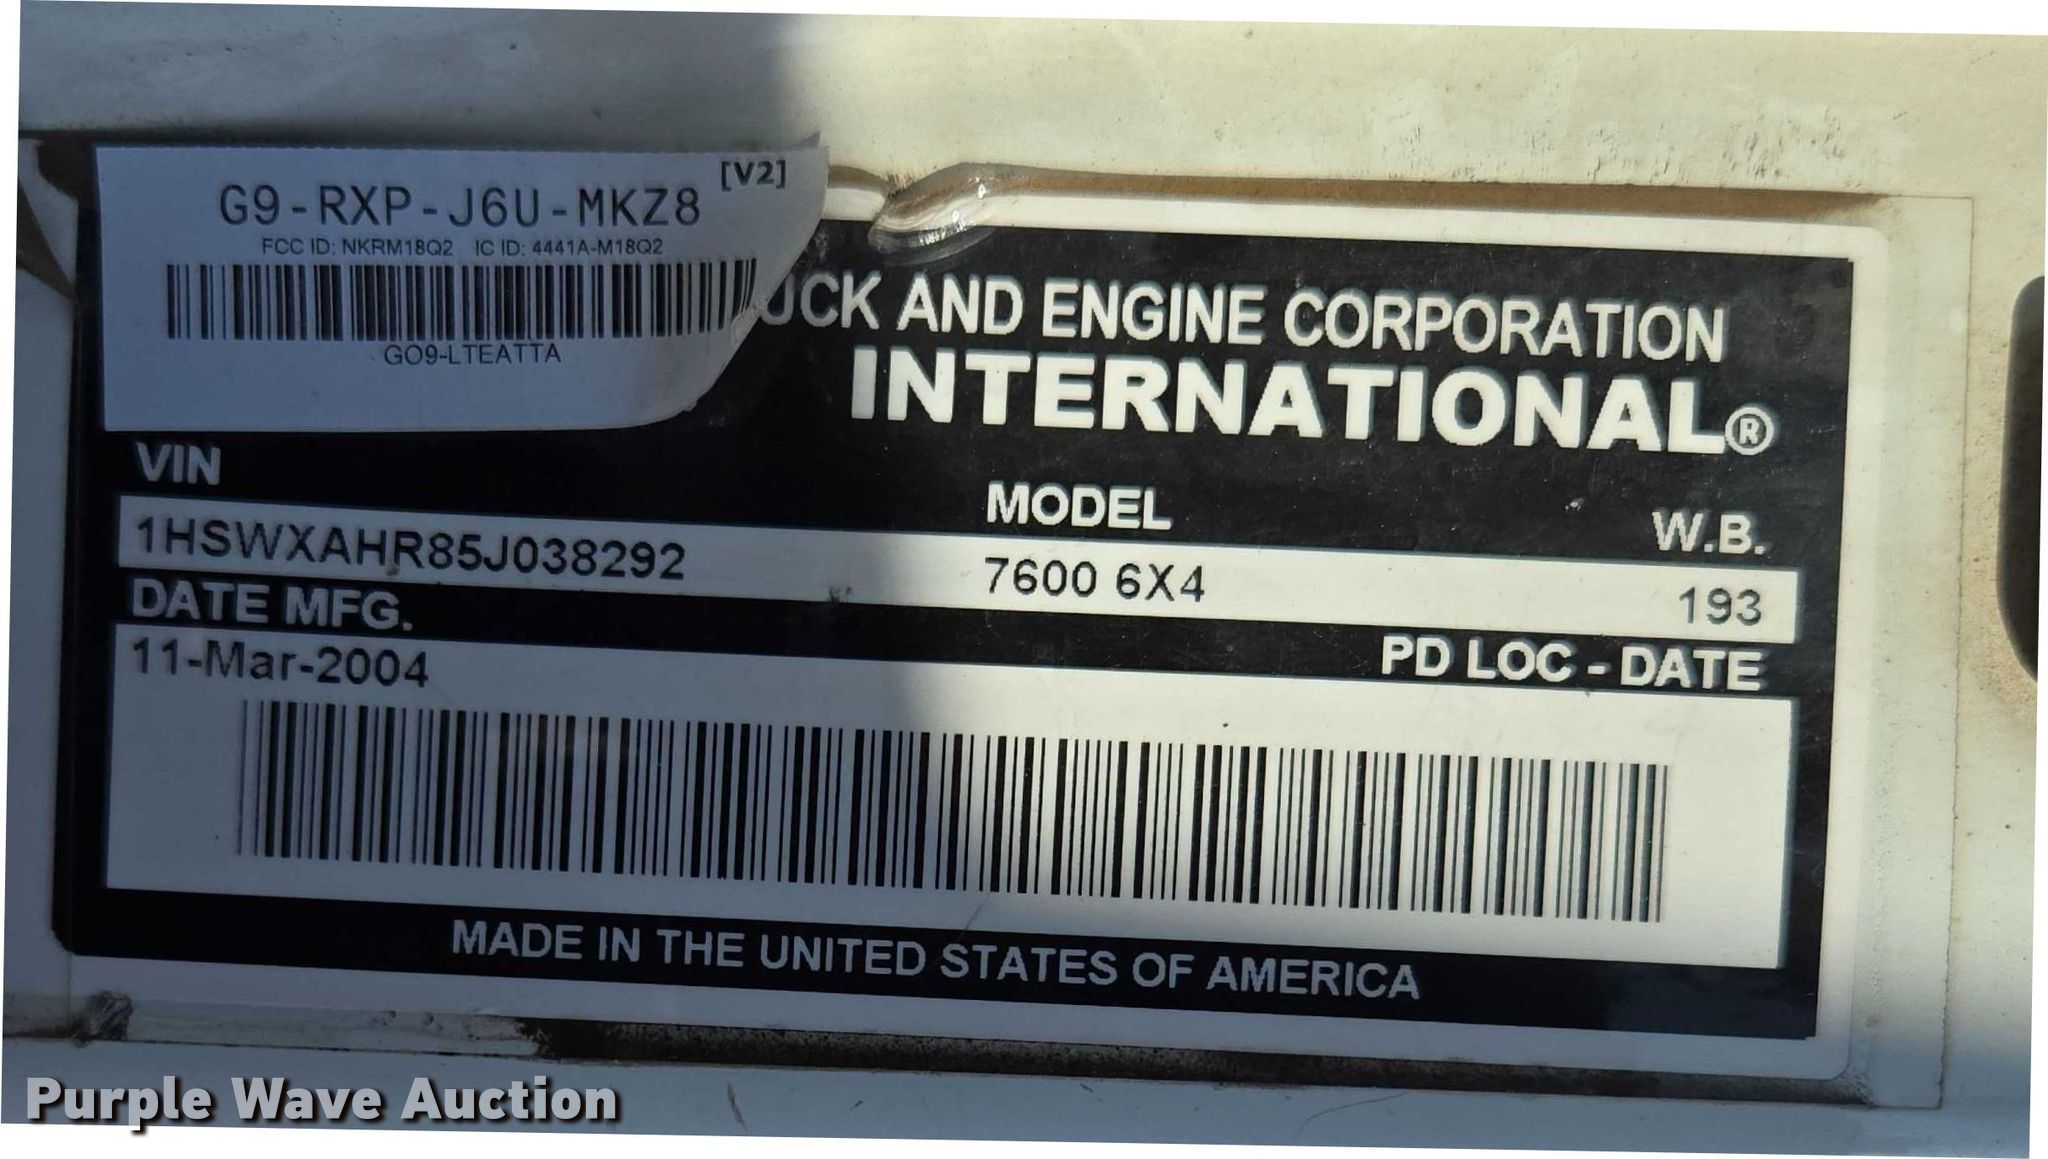 G9-RXP-J6U-MKZ8 [V2]
FCC ID: NKRM18Q2 IC ID: 4441A-M18Q2
GO9-LTEATTA
UCK AND ENGINE CORPORATION
INTERNATIONAL®
VIN MODEL W.B.
1HSWXAHR85J038292 7600 6X4 193
DATE MFG. PD LOC - DATE
11-Mar-2004
MADE IN THE UNITED STATES OF AMERICA
Purple Wave Auction